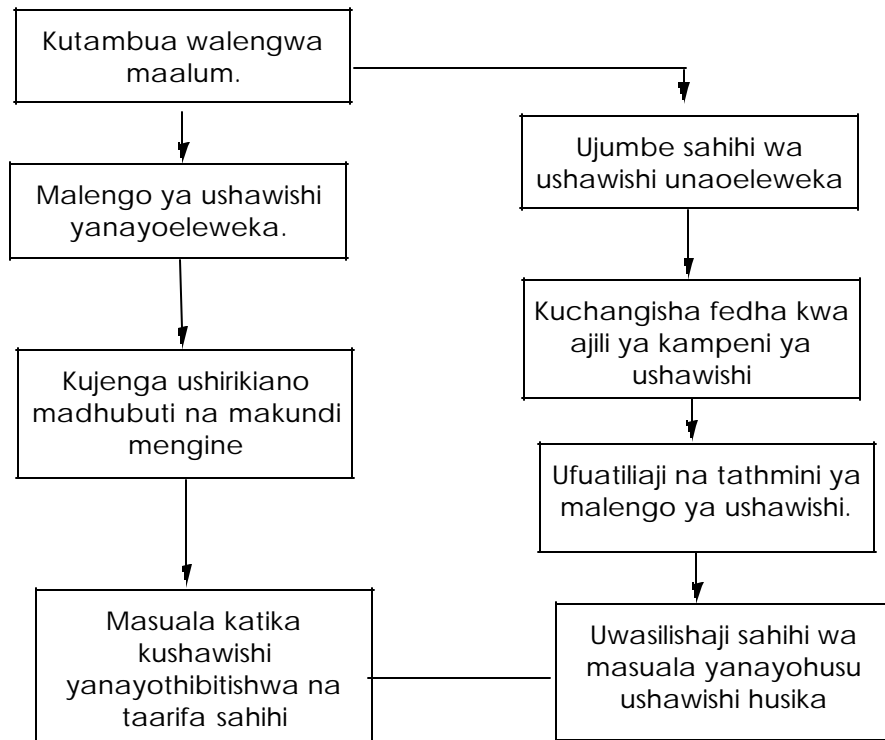 Kutambua walengwa
maalum.
Malengo ya ushawishi
yanayoeleweka.
Kujenga ushirikiano
madhubuti na makundi
mengine
Masuala katika
kushawishi
yanayothibitishwa na
taarifa sahihi
Ujumbe sahihi wa
ushawishi unaoeleweka
Kuchangisha fedha kwa
ajili ya kampeni ya
ushawishi
Ufuatiliaji na tathmini ya
malengo ya ushawishi.
Uwasilishaji sahihi wa
masuala yanayohusu
ushawishi husika